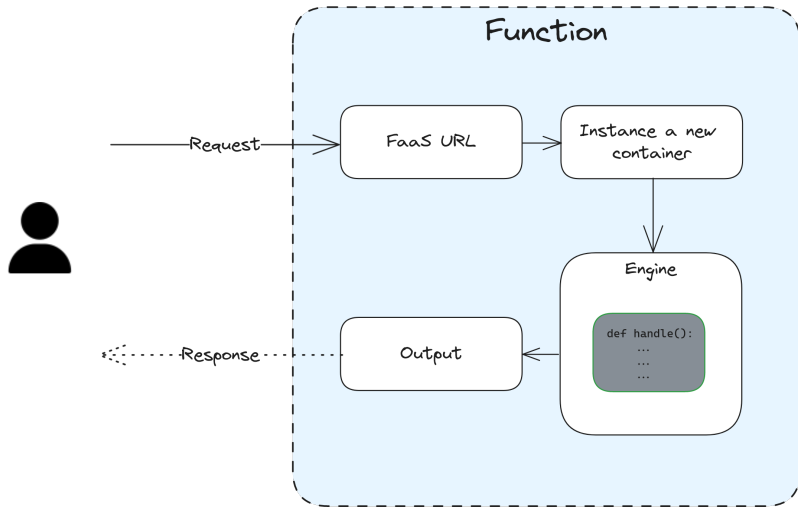 Function
Request
FaaS URL
Instance a new
container
Engine
def handle():
...
...
...
Output
Response